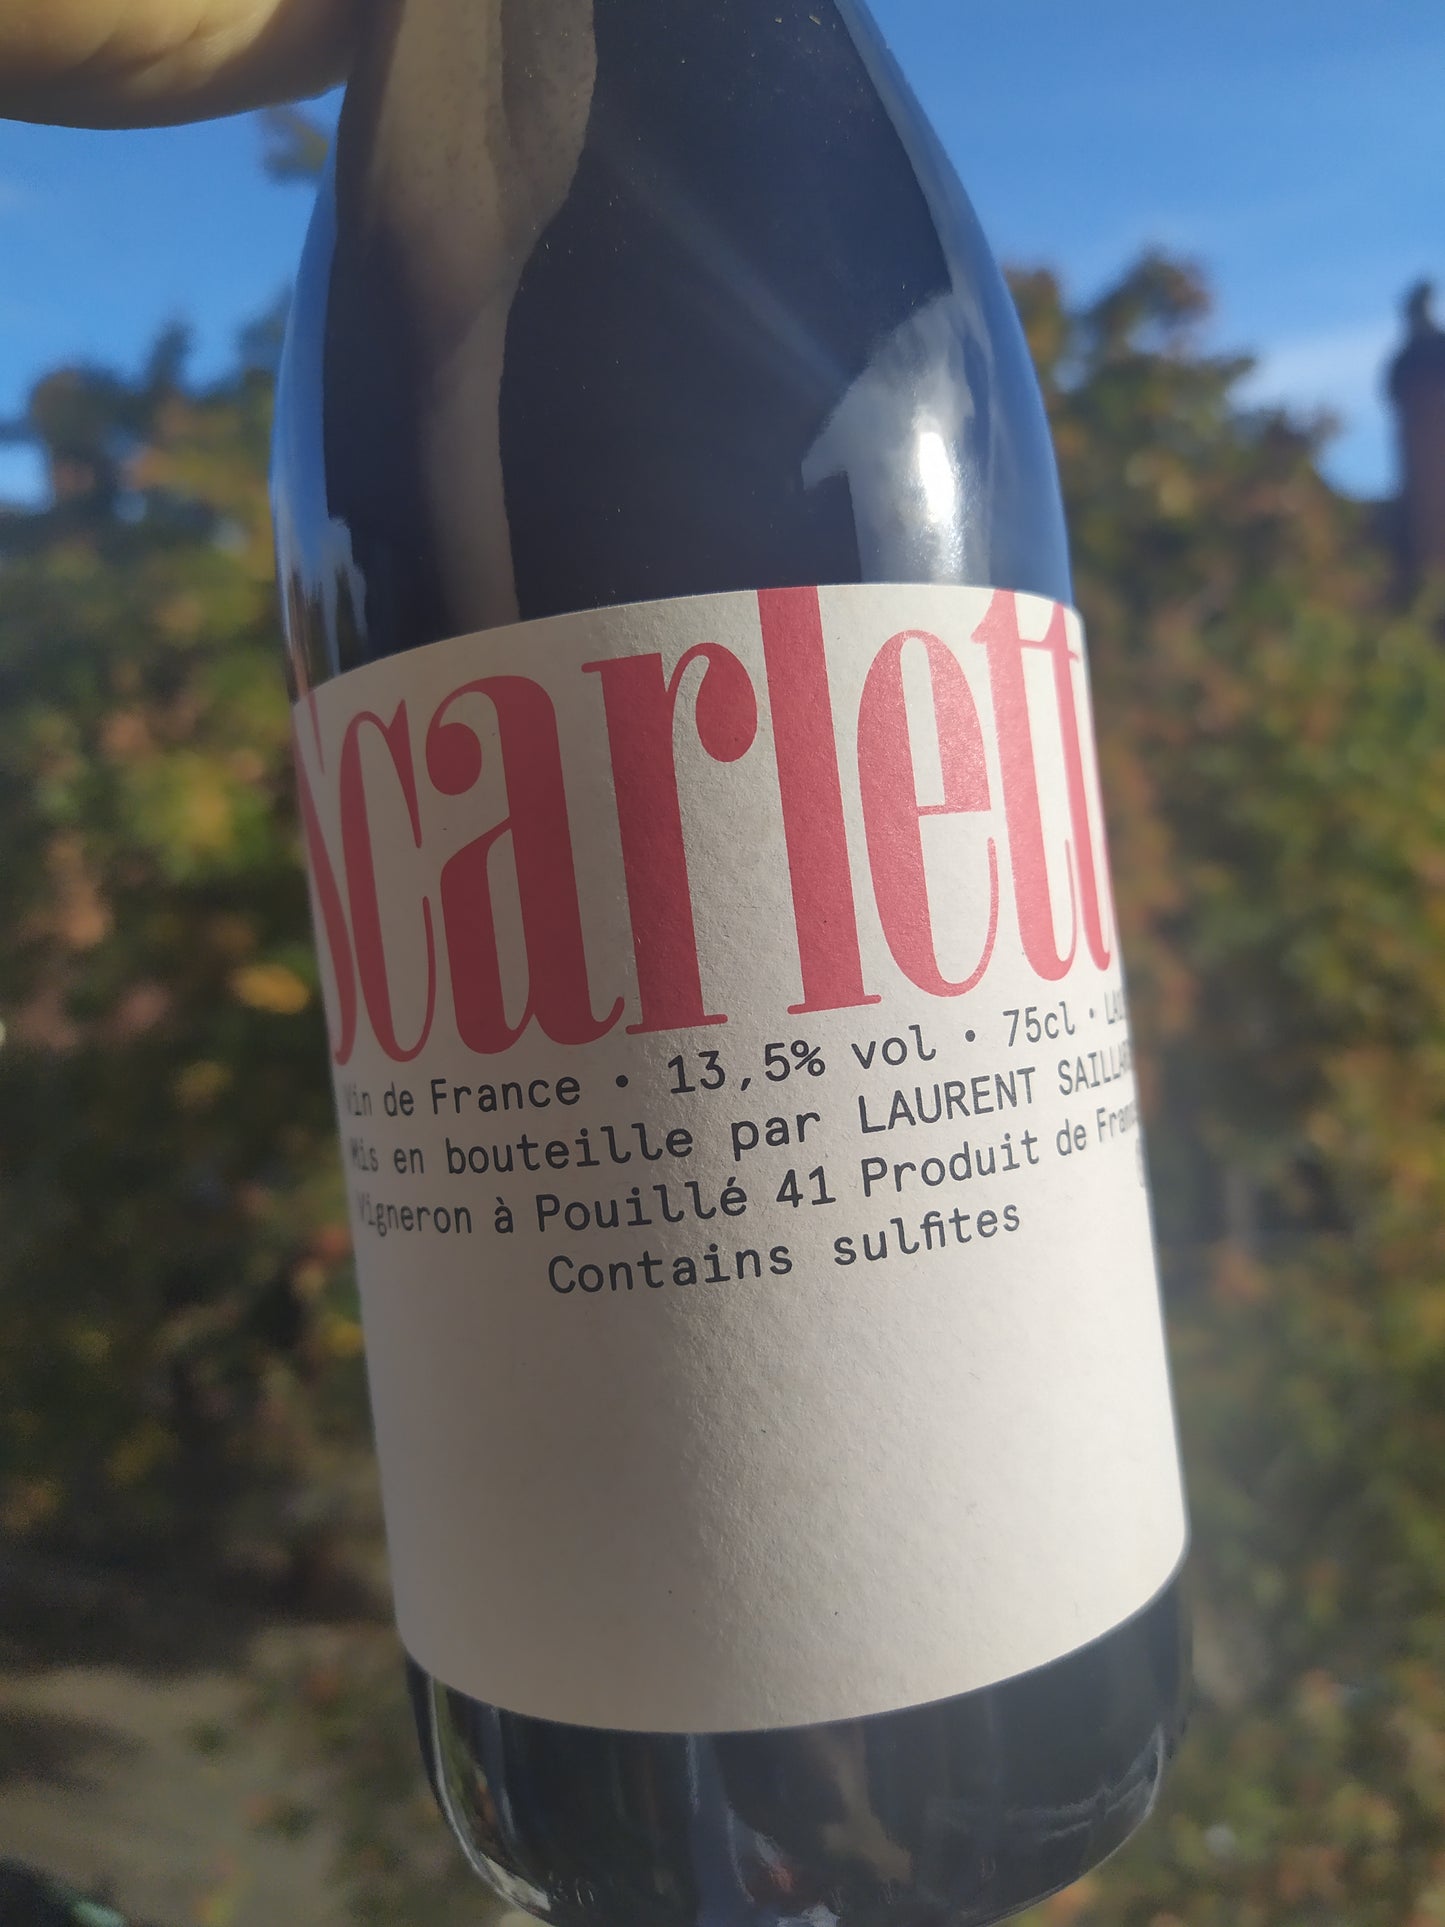 Scarlett
Vin de France • 13,5% vol • 75cl •
Mis en bouteille par LAURENT SAILLARD
Vigneron à Pouillé 41 Produit de France
Contains sulfites